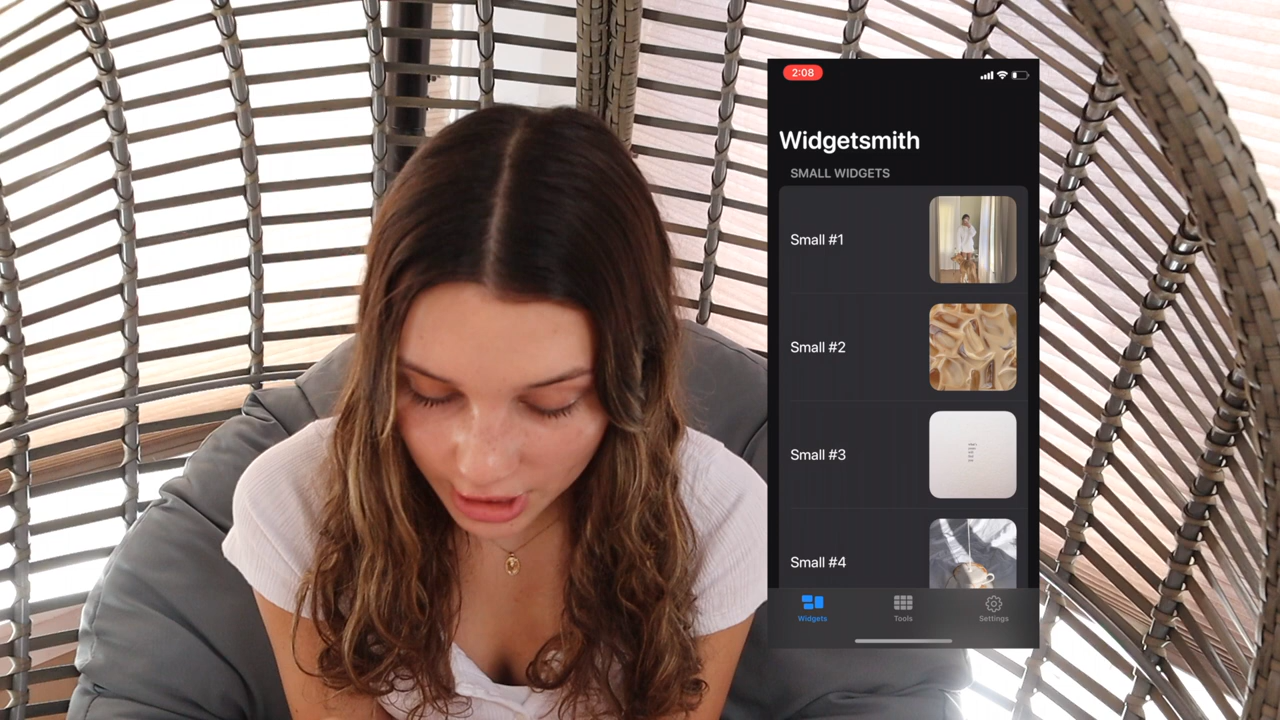 2:08
Widgetsmith
SMALL WIDGETS
Small #1
Small #2
Small #3
Small #4
Widgets
Tools
Settings